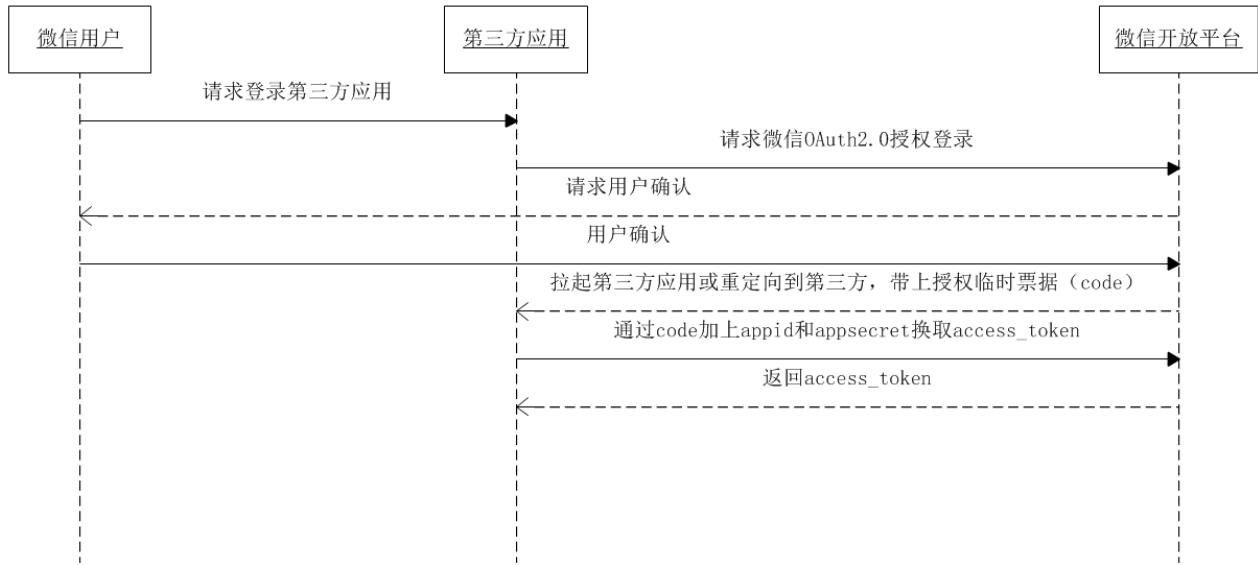 微信用户
第三方应用
微信开放平台
请求登录第三方应用
请求微信OAuth2.0授权登录
请求用户确认
用户确认
拉起第三方应用或重定向到第三方，带上授权临时票据（code）
通过code加上appid和appsecret换取access_token
返回access_token